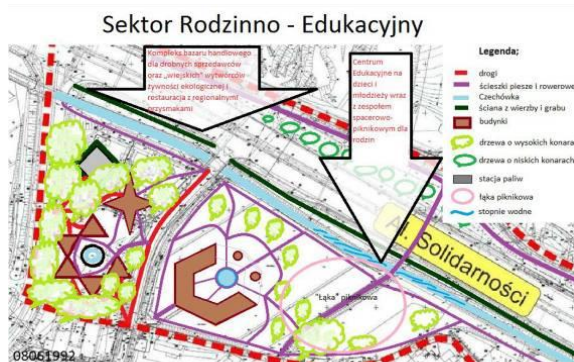 Sektor Rodzinno - Edukacyjny
Kompleks bazaru handlowego
dla drobnych sprzedawców
oraz „wiejskich" wytwórców
żywności ekologicznej i
restauracja z regionalnymi
przysmakami
Centrum
Edukacyjne na
dzieci i
młodzieży wraz
z zespołem
spacerowo-
piknikowym dla
rodzin
Legenda;
drogi
ścieżki piesze i rowerowe
Czechówka
ściana z wierzby i grabu
budynki
drzewa o wysokich konarach
drzewa o niskich konarach
stacja paliw
łąka piknikowa
stopnie wodne
Al. Solidarności
"Łąka" piknikowa
08061992